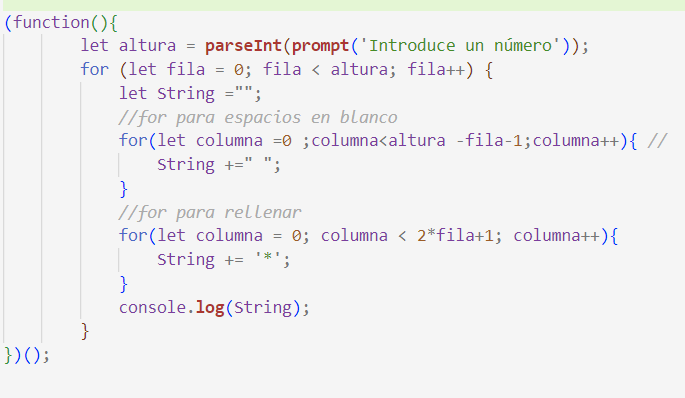 (function(){
        let altura = parseInt(prompt('Introduce un número'));
        for (let fila = 0; fila < altura; fila++) {
            let String ="";
            //for para espacios en blanco
            for(let columna =0 ;columna<altura -fila-1;columna++){ //
                String +=" ";
            }
            //for para rellenar
            for(let columna = 0; columna < 2*fila+1; columna++){
                String += '*';
            }
            console.log(String);
        }
})();